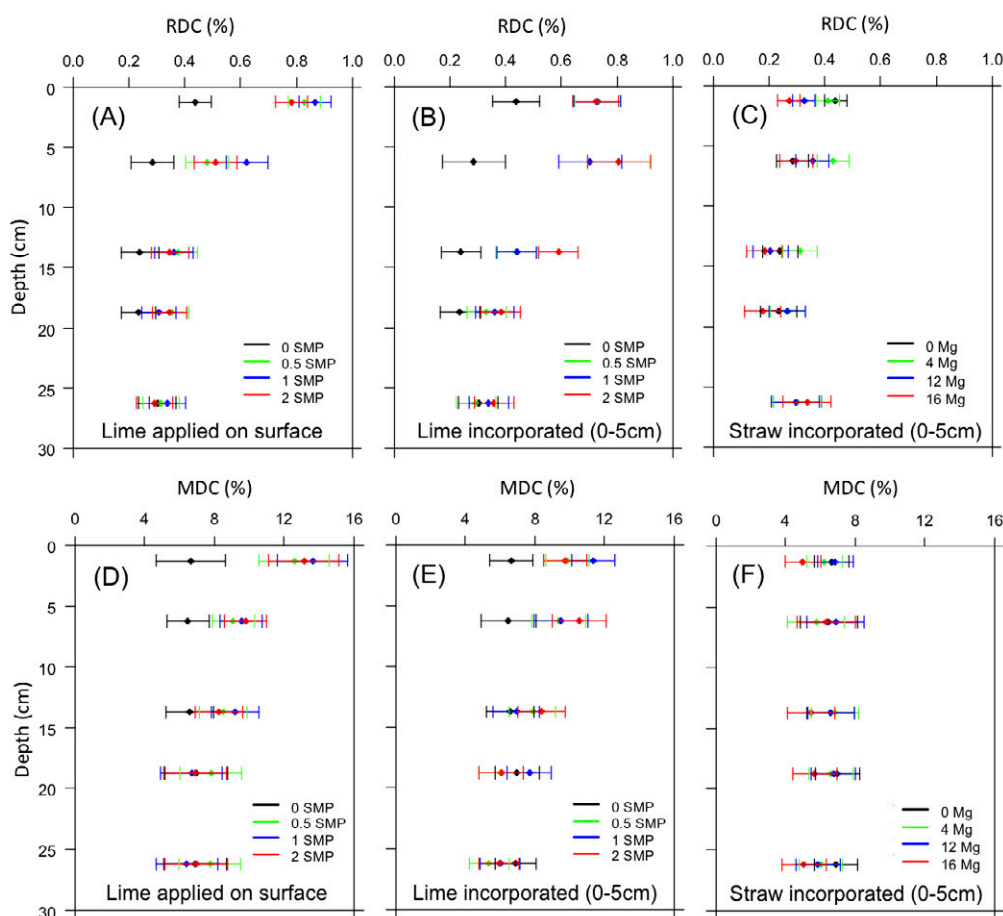 RDC (%)
0.0 0.2 0.4 0.6 0.8 1.0
RDC (%)
0.0 0.2 0.4 0.6 0.8 1.0
RDC (%)
0.0 0.2 0.4 0.6 0.8 1.0
Depth (cm)
0
5
10
15
20
25
30
(A)
0 SMP
0.5 SMP
1 SMP
2 SMP
Lime applied on surface
(B)
0 SMP
0.5 SMP
1 SMP
2 SMP
Lime incorporated (0-5cm)
(C)
0 Mg
4 Mg
12 Mg
16 Mg
Straw incorporated (0-5cm)
MDC (%)
0 4 8 12 16
MDC (%)
0 4 8 12 16
MDC (%)
0 4 8 12 16
Depth (cm)
0
5
10
15
20
25
30
(D)
0 SMP
0.5 SMP
1 SMP
2 SMP
Lime applied on surface
(E)
0 SMP
0.5 SMP
1 SMP
2 SMP
Lime incorporated (0-5cm)
(F)
0 Mg
4 Mg
12 Mg
16 Mg
Straw incorporated (0-5cm)